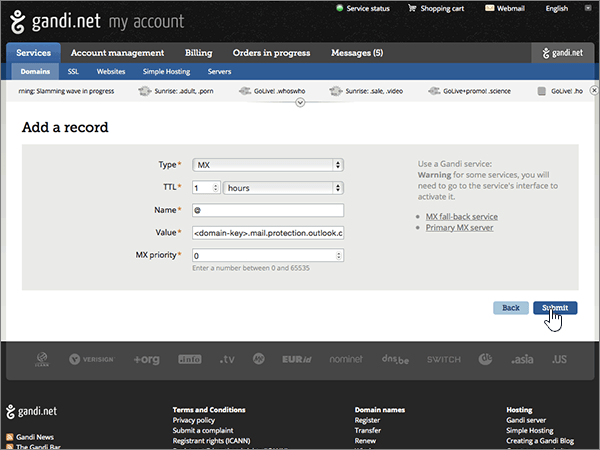 gandi.net my account
Service status Shopping cart Webmail English
Services Account management Billing Orders in progress Messages (5) gandi.net
Domains SSL Websites Simple Hosting Servers
rning: Slamming wave in progress Sunrise: .adult, .porn GoLive! .whoswho Sunrise: .sale, .video GoLive+promo! .science GoLive! .ho
Add a record
Type* MX
TTL* 1 hours
Name* @
Value* <domain-key>.mail.protection.outlook.c
MX priority* 0
Enter a number between 0 and 65535
Use a Gandi service:
Warning for some services, you will
need to go to the service's interface to
activate it.
MX fall-back service
Primary MX server
Back Submit
ICANN VERISIGN +org .info .tv EURid nominet dns.be SWITCH .asia .US
gandi.net
Gandi News
The Gandi Bar
Terms and Conditions
Privacy policy
Submit a complaint
Registrant rights (ICANN)
Domain names
Register
Transfer
Renew
Hosting
Gandi server
Simple Hosting
Creating a Gandi Blog